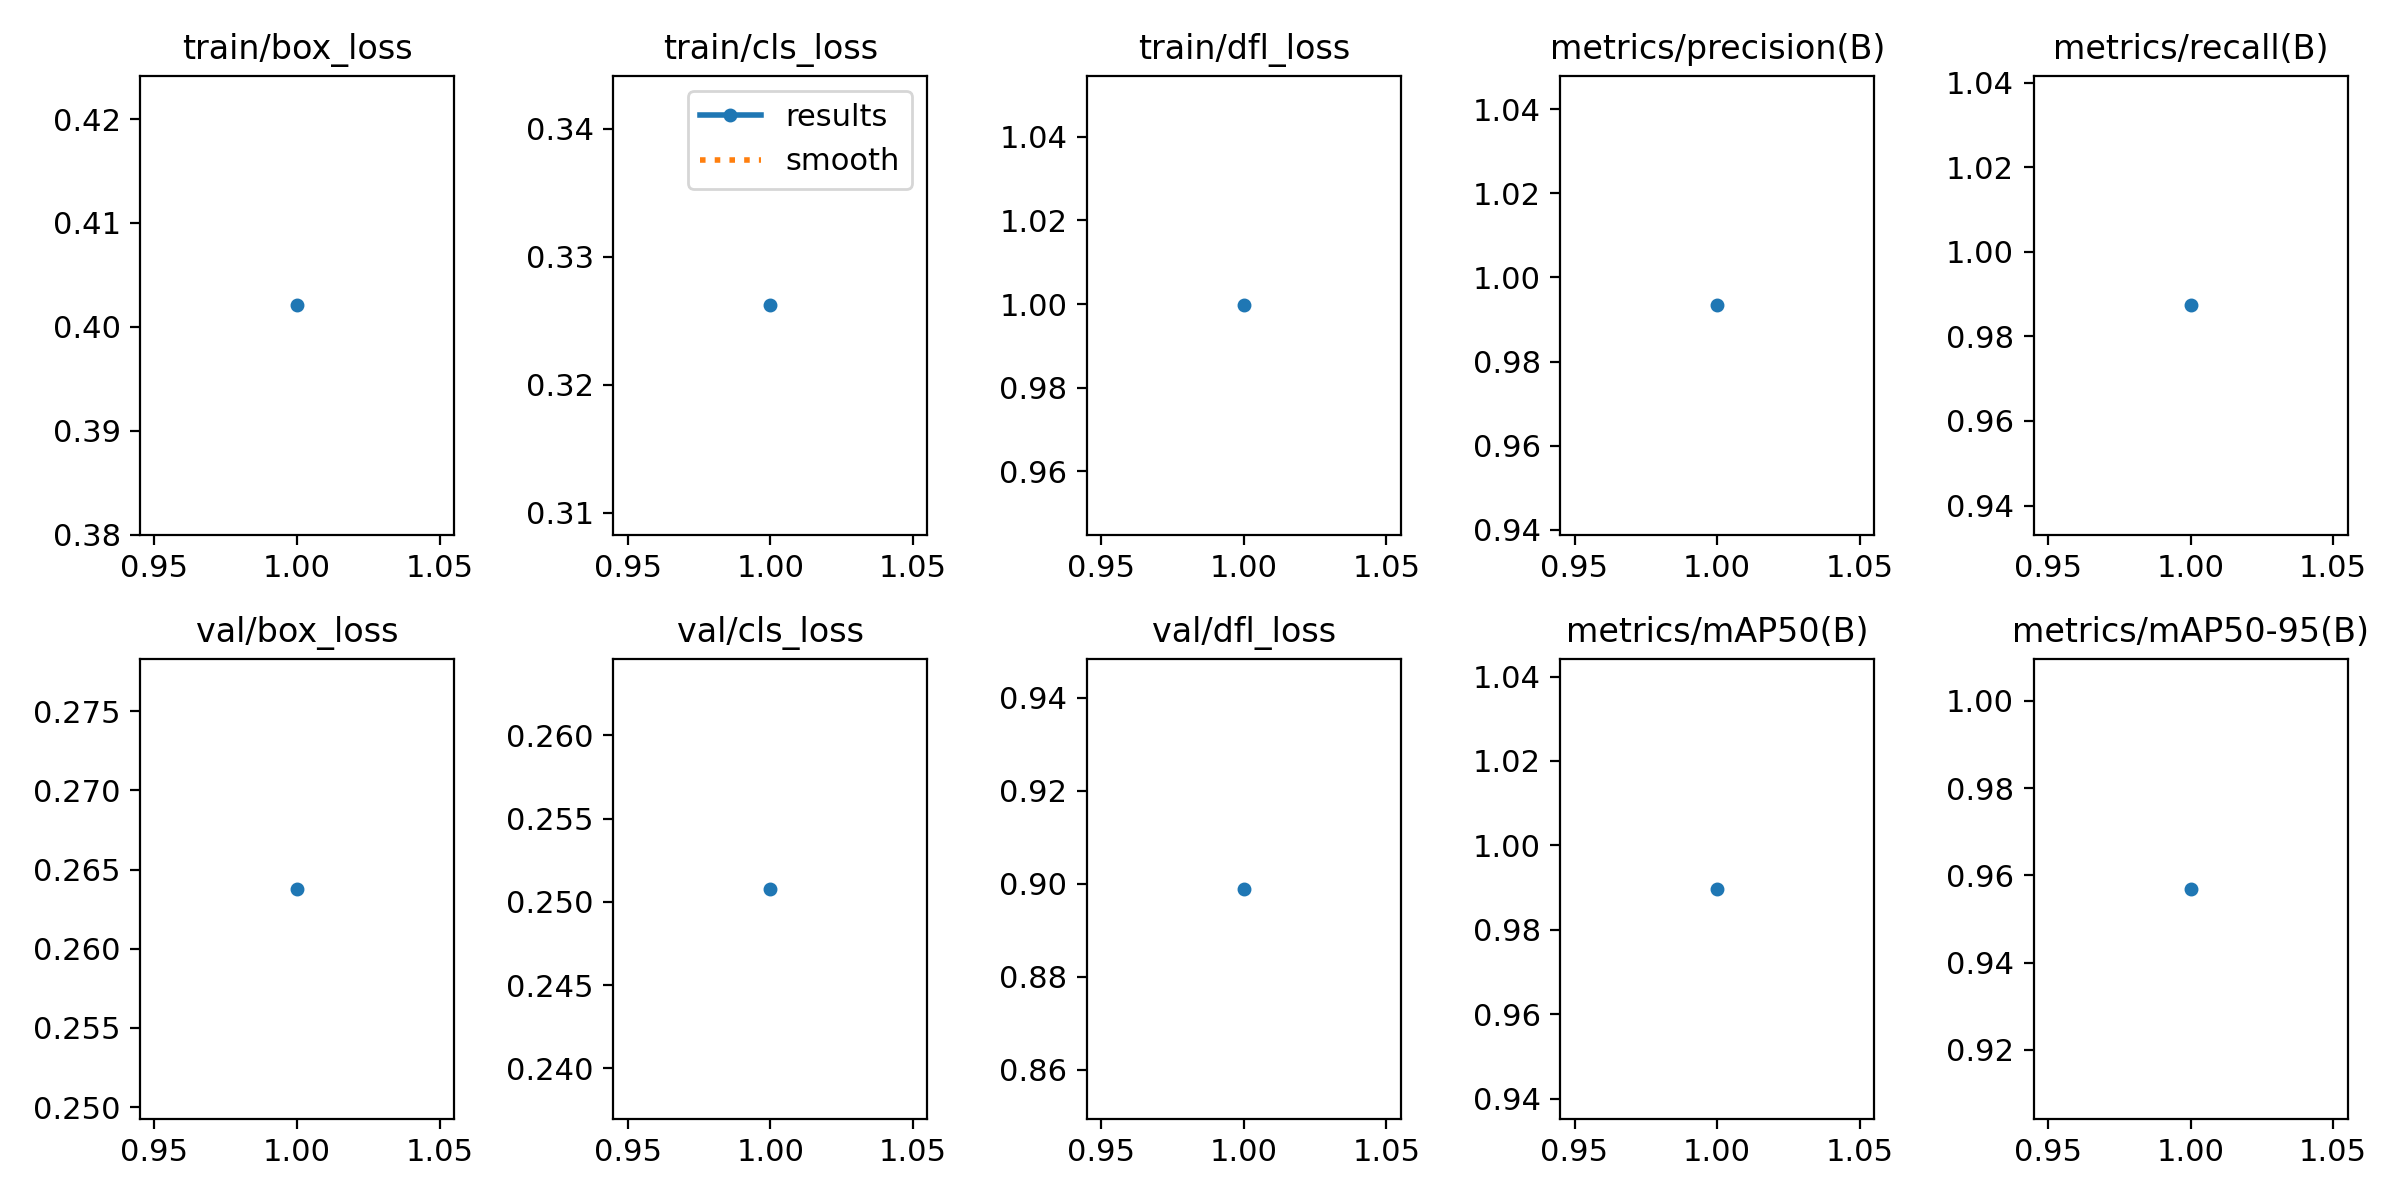 train/box_loss
0.42
0.41
0.40
0.39
0.38
0.95 1.00 1.05
train/cls_loss
results
smooth
0.34
0.33
0.32
0.31
0.95 1.00 1.05
train/dfl_loss
1.04
1.02
1.00
0.98
0.96
0.95 1.00 1.05
metrics/precision(B)
1.04
1.02
1.00
0.98
0.96
0.94
0.95 1.00 1.05
metrics/recall(B)
1.04
1.02
1.00
0.98
0.96
0.94
0.95 1.00 1.05
val/box_loss
0.275
0.270
0.265
0.260
0.255
0.250
0.95 1.00 1.05
val/cls_loss
0.260
0.255
0.250
0.245
0.240
0.95 1.00 1.05
val/dfl_loss
0.94
0.92
0.90
0.88
0.86
0.95 1.00 1.05
metrics/mAP50(B)
1.04
1.02
1.00
0.98
0.96
0.94
0.95 1.00 1.05
metrics/mAP50-95(B)
1.00
0.98
0.96
0.94
0.92
0.95 1.00 1.05